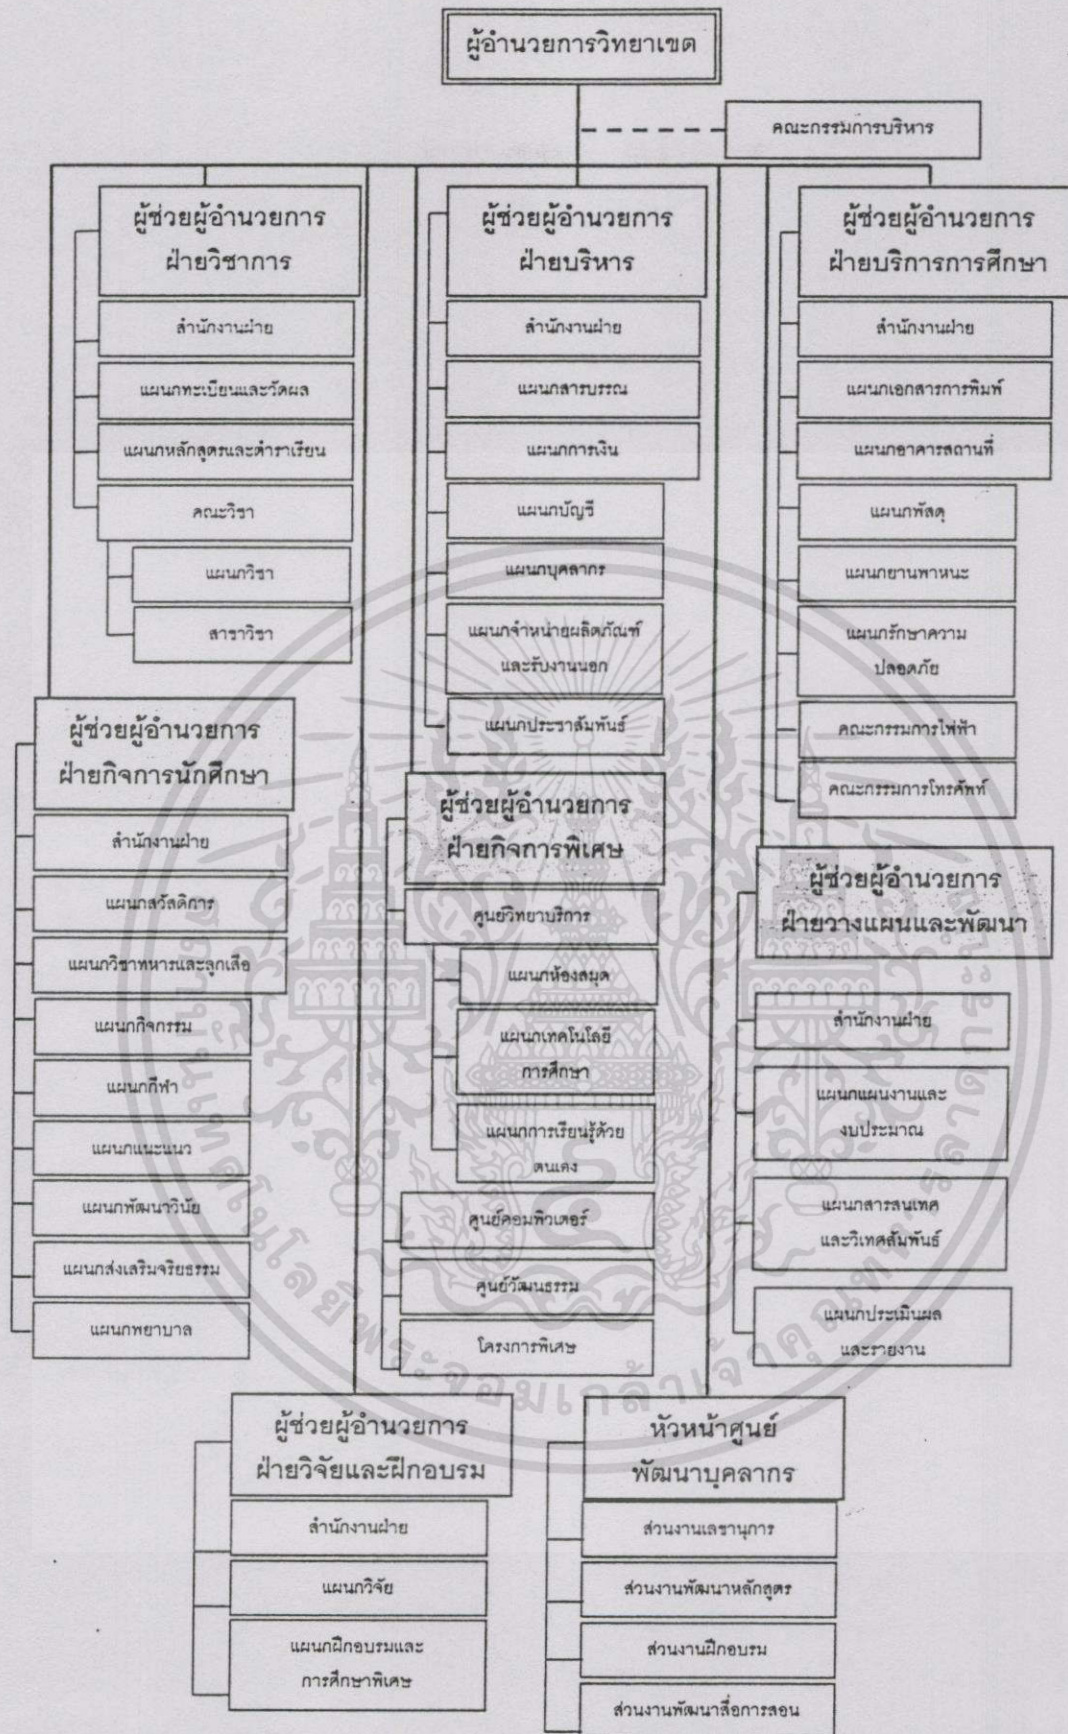 ผู้อำนวยการวิทยาเขต
คณะกรรมการบริหาร
ผู้ช่วยผู้อำนวยการ
ฝ่ายวิชาการ
สำนักงานฝ่าย
แผนกทะเบียนและวัดผล
แผนกหลักสูตรและตำราเรียน
คณะวิชา
แผนกวิชา
สาขาวิชา
ผู้ช่วยผู้อำนวยการ
ฝ่ายบริหาร
สำนักงานฝ่าย
แผนกสารบรรณ
แผนกการเงิน
แผนกบัญชี
แผนกบุคลากร
แผนกจำหน่ายผลิตภัณฑ์
และรับงานนอก
แผนกประชาสัมพันธ์
ผู้ช่วยผู้อำนวยการ
ฝ่ายบริการการศึกษา
สำนักงานฝ่าย
แผนกเอกสารการพิมพ์
แผนกอาคารสถานที่
แผนกพัสดุ
แผนกยานพาหนะ
แผนกรักษาความ
ปลอดภัย
คณะกรรมการไฟฟ้า
คณะกรรมการโทรศัพท์
ผู้ช่วยผู้อำนวยการ
ฝ่ายกิจการนักศึกษา
สำนักงานฝ่าย
แผนกสวัสดิการ
แผนกวิชาทหารและลูกเสือ
แผนกกิจกรรม
แผนกกีฬา
แผนกแนะแนว
แผนกพัฒนาวินัย
แผนกส่งเสริมจริยธรรม
แผนกพยาบาล
ผู้ช่วยผู้อำนวยการ
ฝ่ายกิจการพิเศษ
ศูนย์วิทยาบริการ
แผนกห้องสมุด
แผนกเทคโนโลยี
การศึกษา
แผนกการเรียนรู้ด้วย
ตนเอง
ศูนย์คอมพิวเตอร์
ศูนย์วัฒนธรรม
โครงการพิเศษ
ผู้ช่วยผู้อำนวยการ
ฝ่ายวางแผนและพัฒนา
สำนักงานฝ่าย
แผนกแผนงานและ
งบประมาณ
แผนกสารสนเทศ
และวิเทศสัมพันธ์
แผนกประเมินผล
และรายงาน
ผู้ช่วยผู้อำนวยการ
ฝ่ายวิจัยและฝึกอบรม
สำนักงานฝ่าย
แผนกวิจัย
แผนกฝึกอบรมและ
การศึกษาพิเศษ
หัวหน้าศูนย์
พัฒนาบุคลากร
ส่วนงานเลขานุการ
ส่วนงานพัฒนาหลักสูตร
ส่วนงานฝึกอบรม
ส่วนงานพัฒนาสื่อการสอน